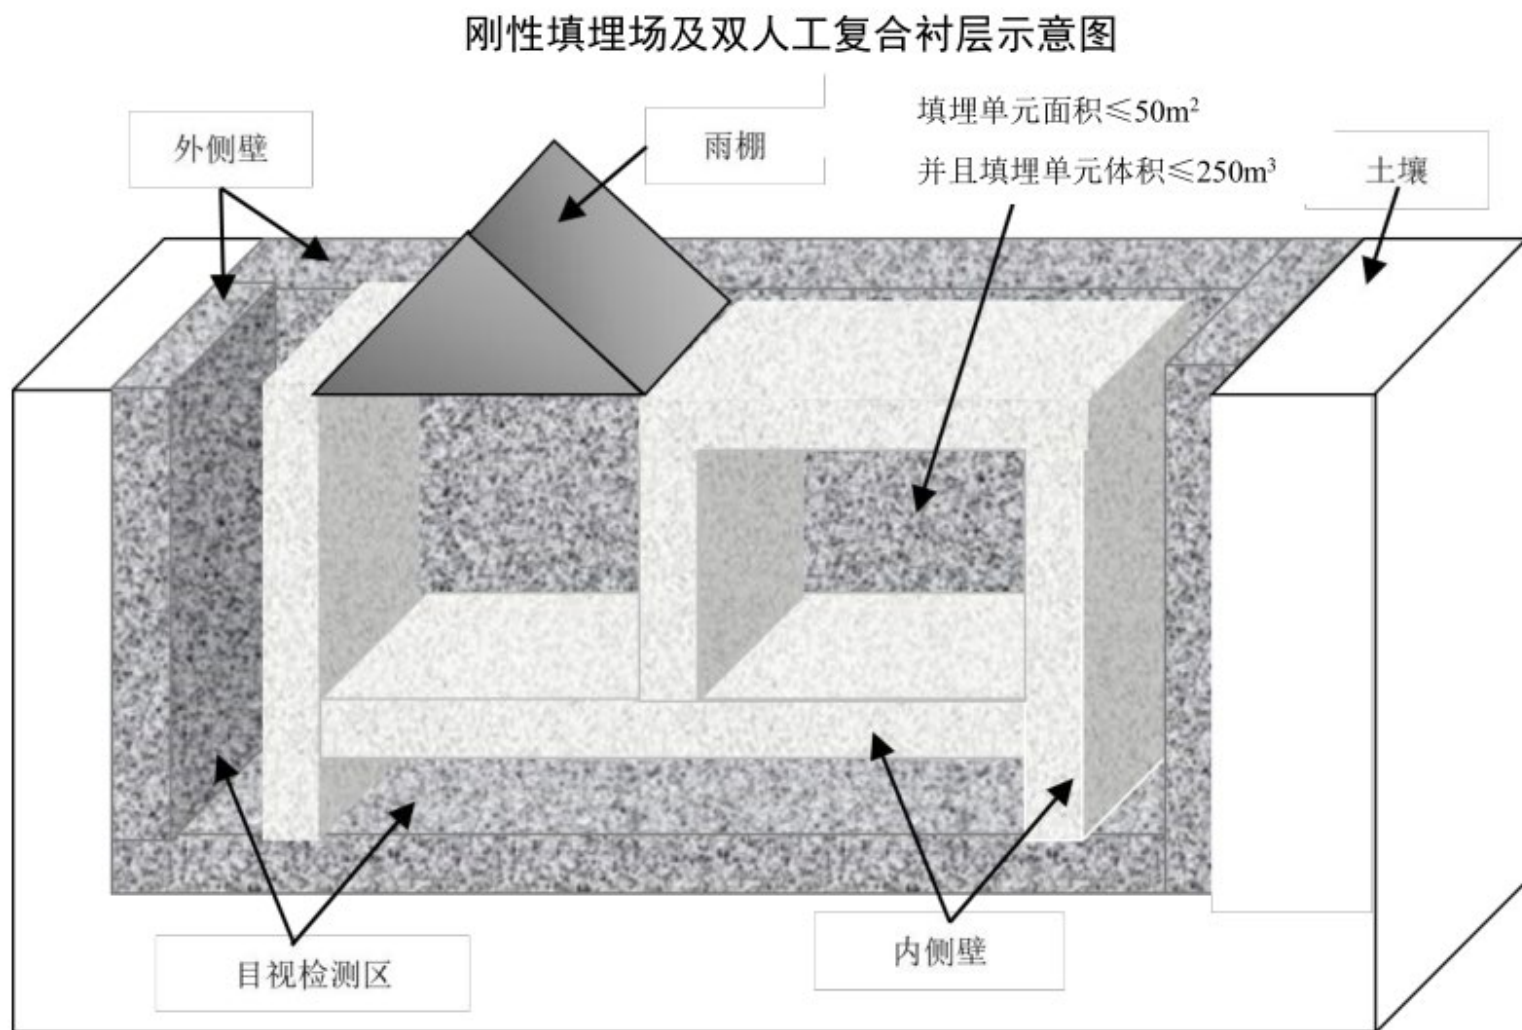 刚性填埋场及双人工复合衬层示意图
外侧壁
雨棚
填埋单元面积≤50m²
并且填埋单元体积≤250m³
土壤
目视检测区
内侧壁